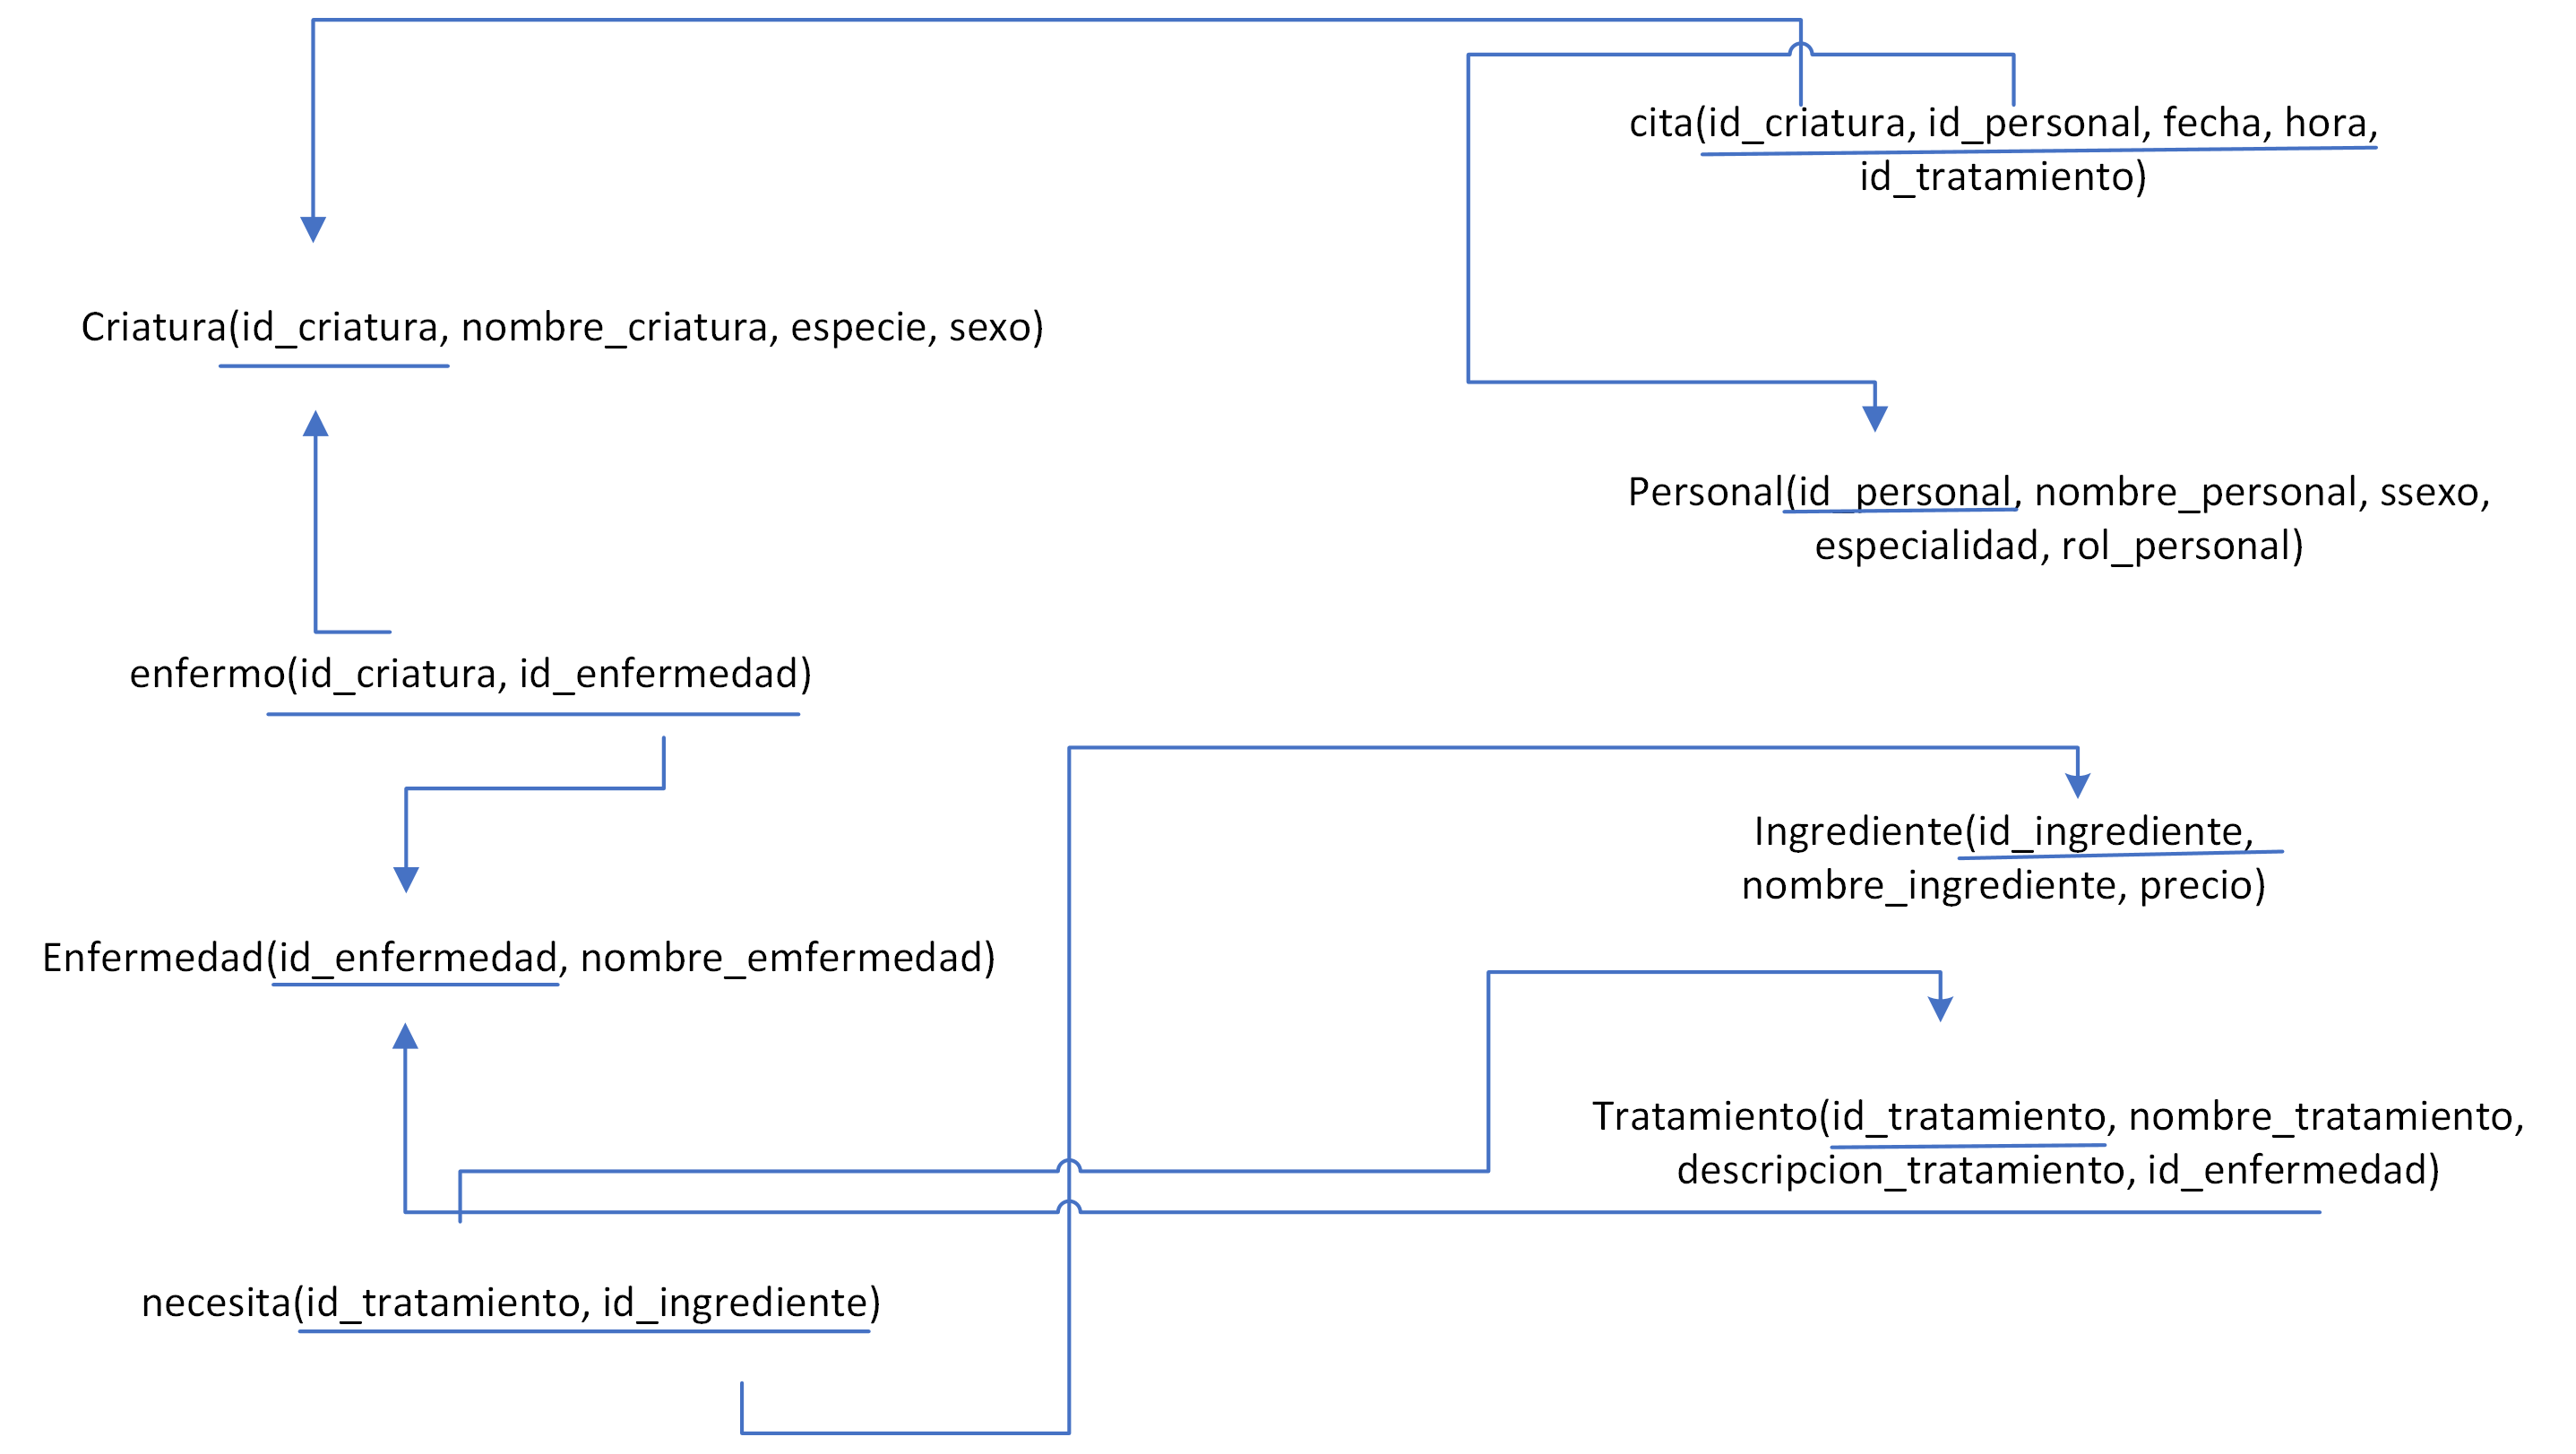 cita(id_criatura, id_personal, fecha, hora,
id_tratamiento)
Criatura(id_criatura, nombre_criatura, especie, sexo)
Personal(id_personal, nombre_personal, ssexo,
especialidad, rol_personal)
enfermo(id_criatura, id_enfermedad)
Ingrediente(id_ingrediente,
nombre_ingrediente, precio)
Enfermedad(id_enfermedad, nombre_emfermedad)
Tratamiento(id_tratamiento, nombre_tratamiento,
descripcion_tratamiento, id_enfermedad)
necesita(id_tratamiento, id_ingrediente)